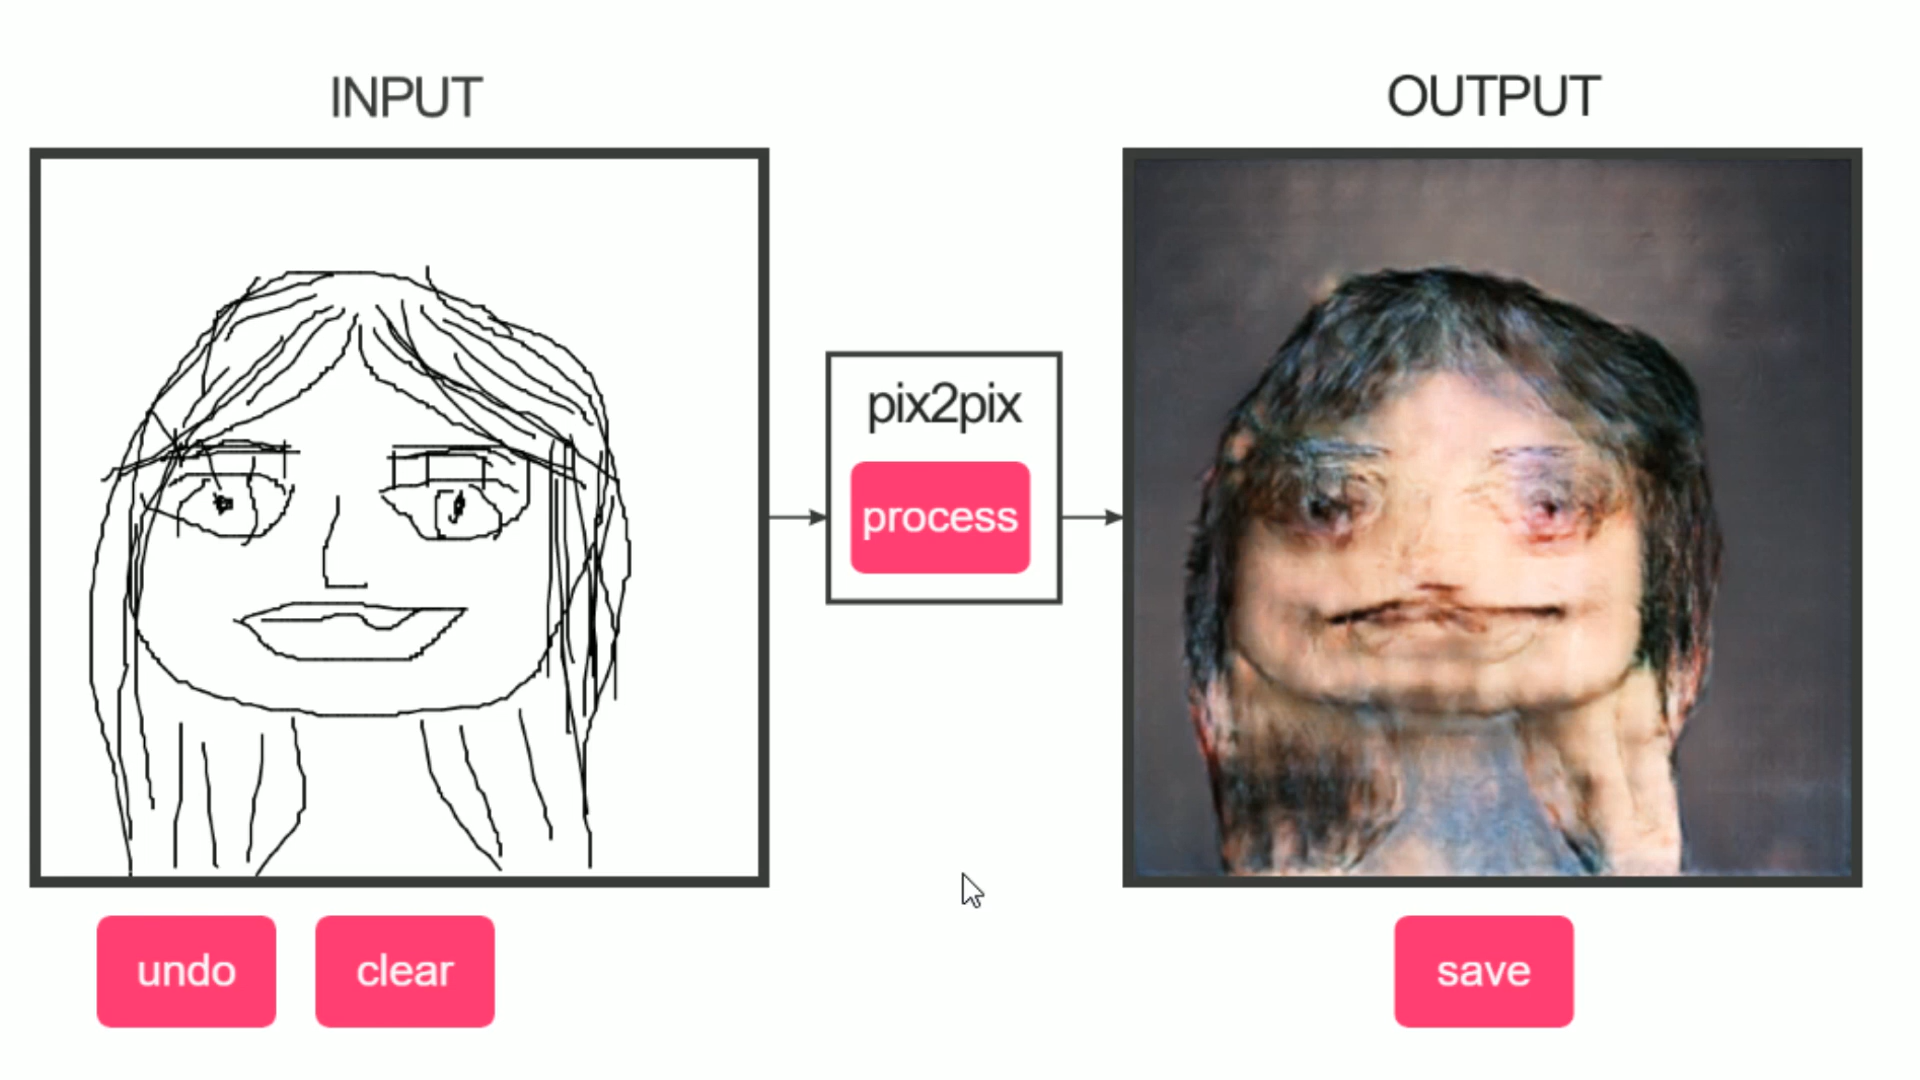 INPUT
OUTPUT
pix2pix
process
undo
clear
save